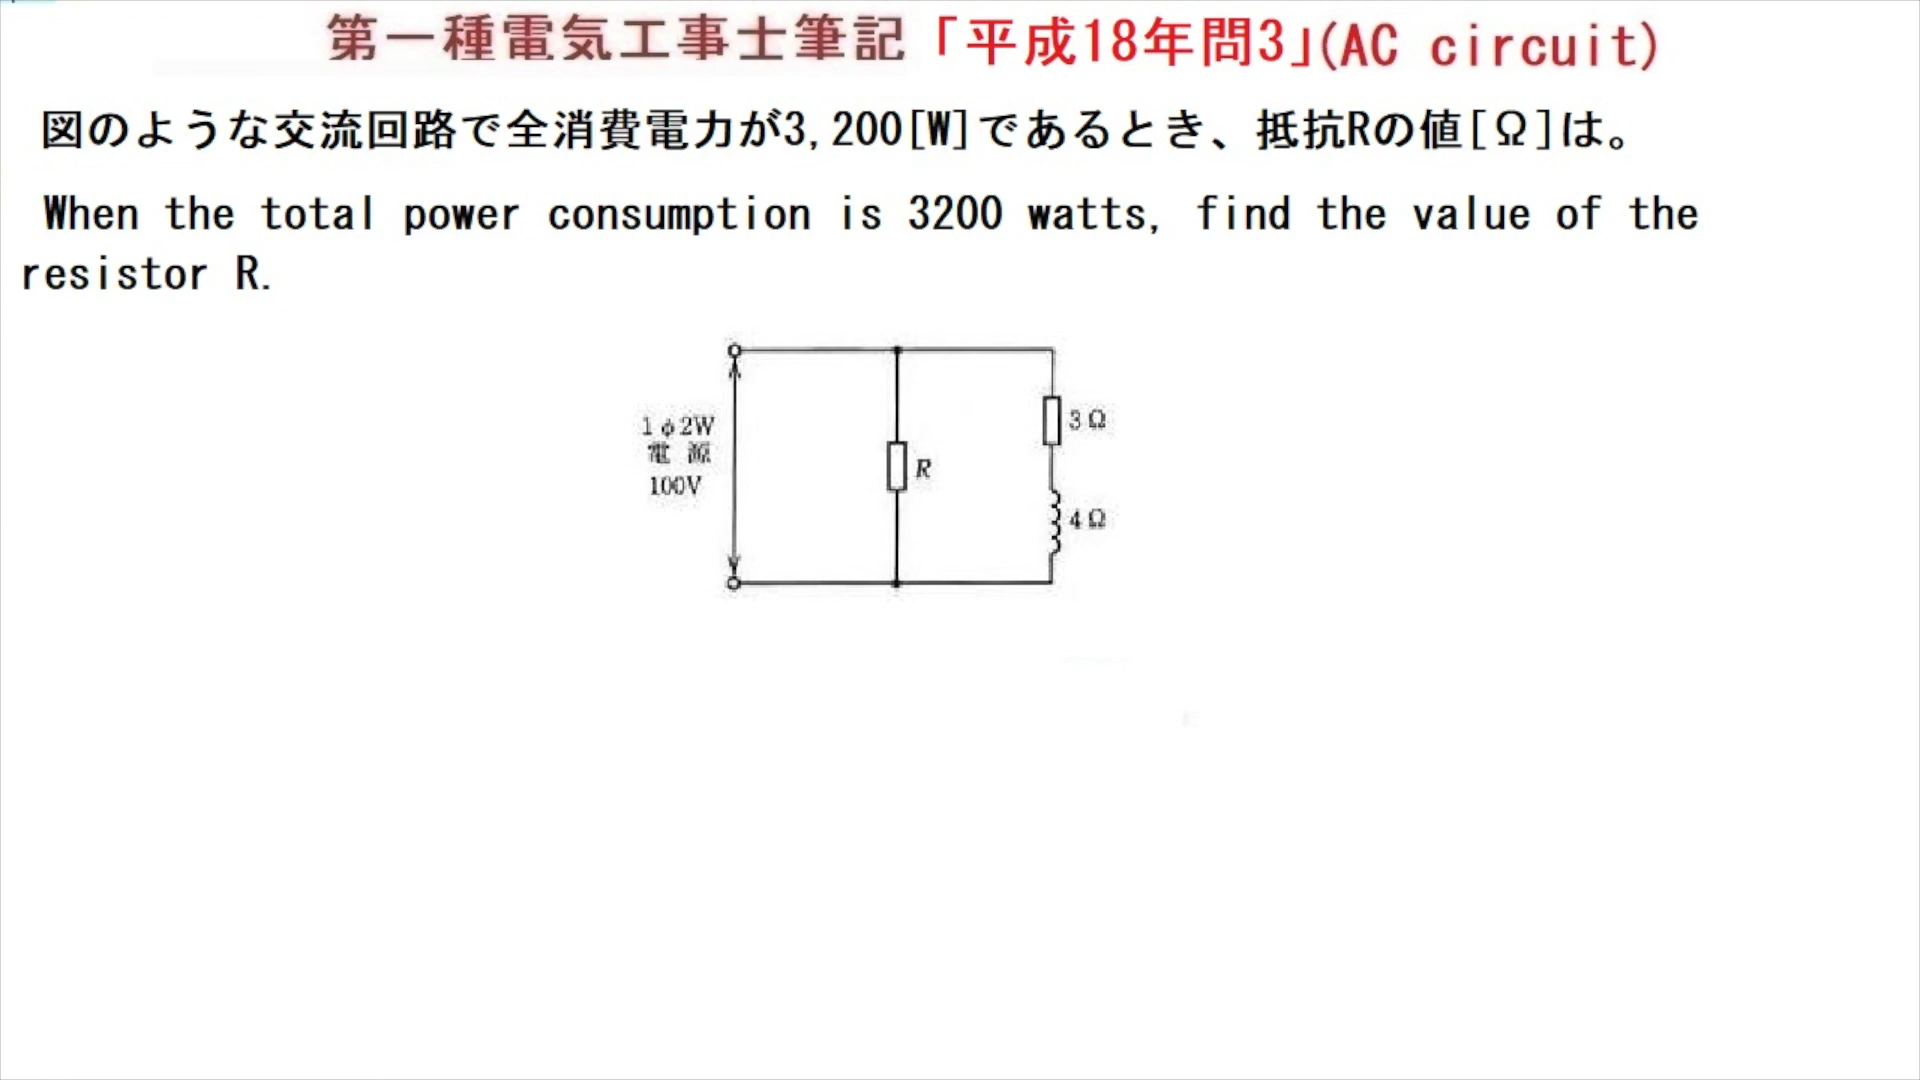 第一種電気工事士筆記「平成18年問3」(AC circuit)
図のような交流回路で全消費電力が3,200[W]であるとき、抵抗Rの値[Ω]は。
When the total power consumption is 3200 watts, find the value of the
resistor R.
1φ2W
電源
100V
R
3Ω
4Ω